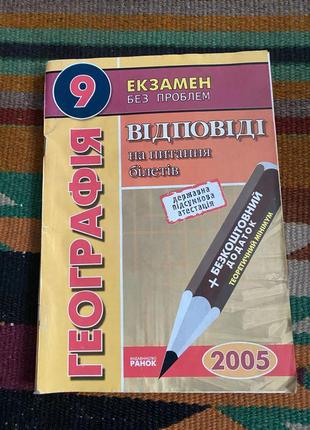 9
ЕКЗАМЕН
БЕЗ ПРОБЛЕМ
ГЕОГРАФІЯ
ВІДПОВІДІ
на питання
білетів
державна
підсумкова
атестація
+ БЕЗКОШТОВНИЙ
ДОДАТОК
ТЕОРЕТИЧНИЙ МІНІМУМ
ВИДАВНИЦТВО
РАНОК
2005